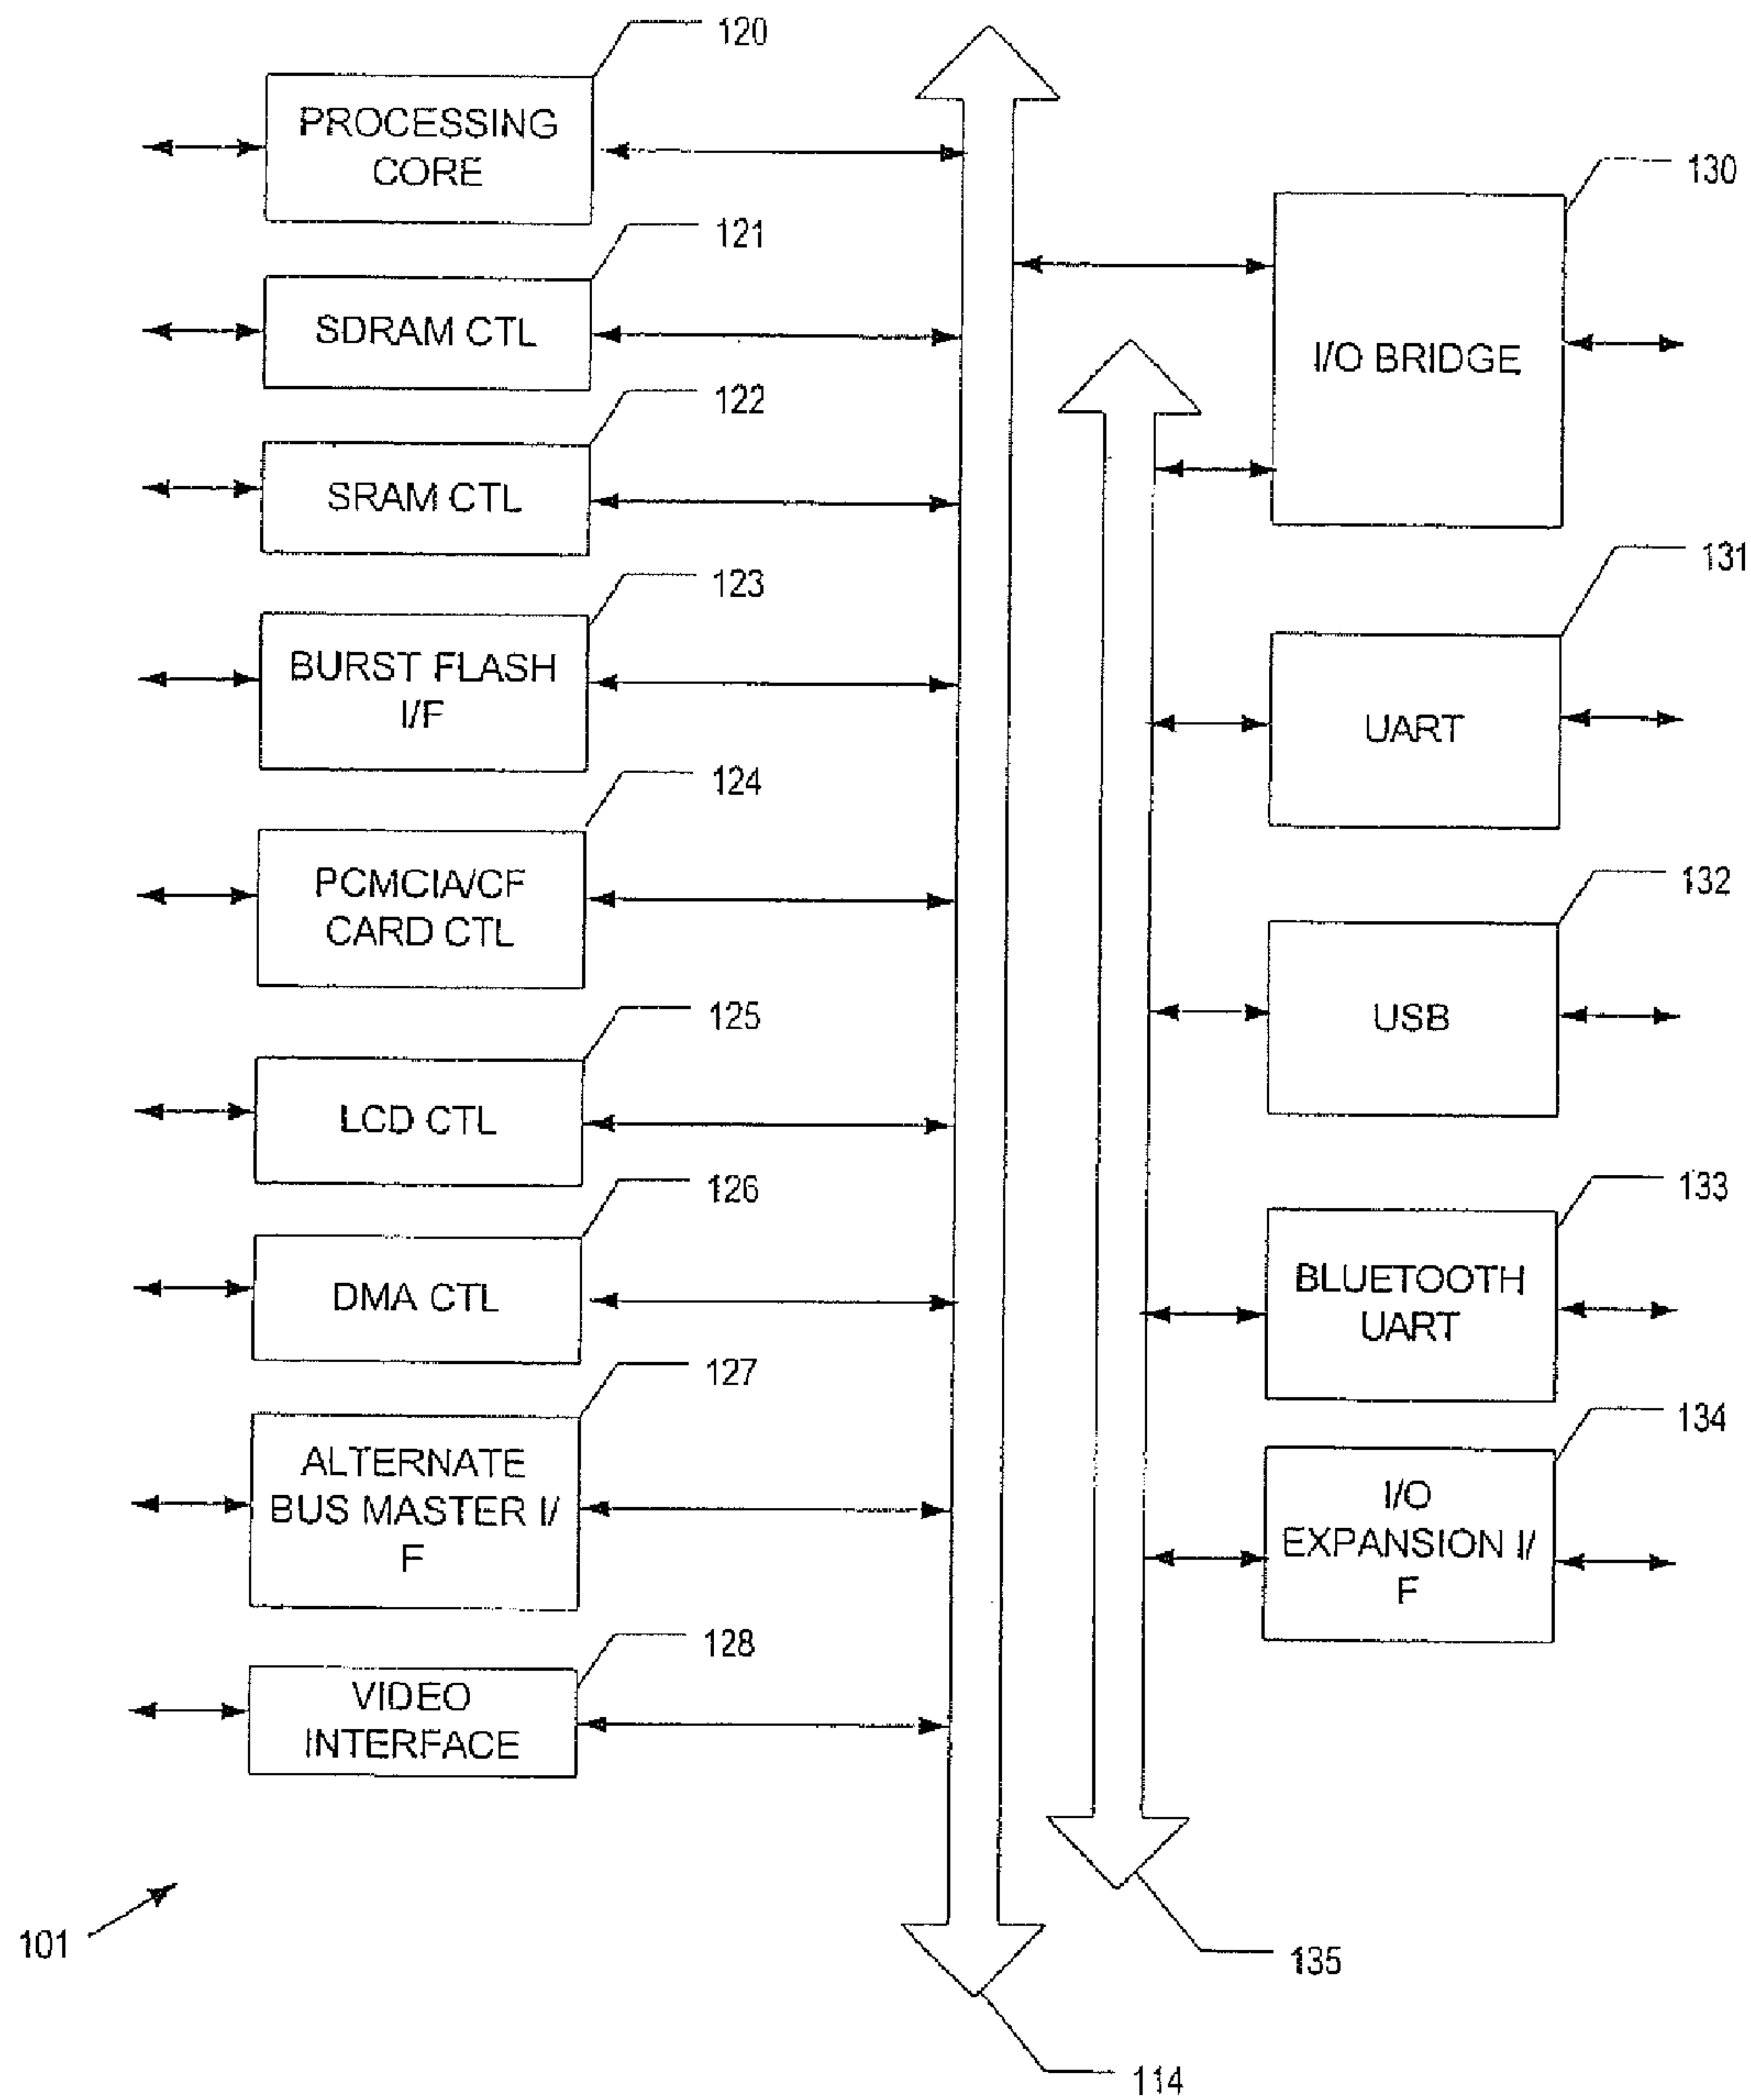 120
PROCESSING
CORE
121
SDRAM CTL
122
SRAM CTL
123
BURST FLASH
I/F
124
PCMCIA/CF
CARD CTL
125
LCD CTL
126
DMA CTL
127
ALTERNATE
BUS MASTER I/
F
128
VIDEO
INTERFACE
130
I/O BRIDGE
131
UART
132
USB
133
BLUETOOTH
UART
134
I/O
EXPANSION I/
F
101
135
114